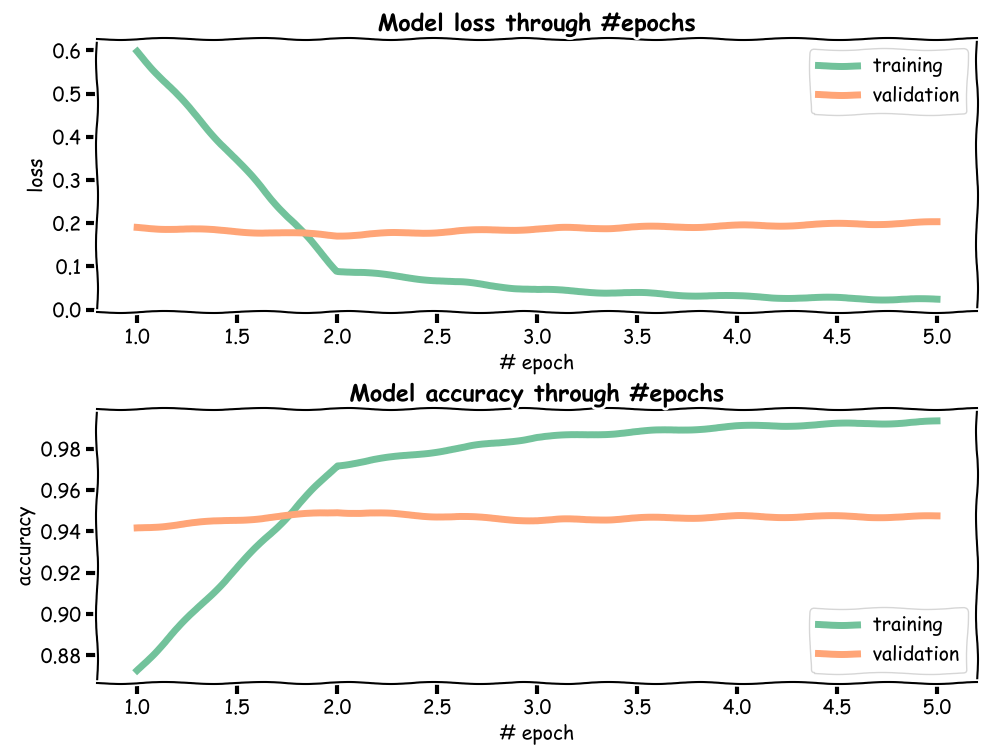 Model loss through #epochs
0.6
0.5
0.4
0.3
0.2
0.1
0.0
loss
training
validation
1.0 1.5 2.0 2.5 3.0 3.5 4.0 4.5 5.0
# epoch
Model accuracy through #epochs
0.98
0.96
0.94
0.92
0.90
0.88
accuracy
training
validation
1.0 1.5 2.0 2.5 3.0 3.5 4.0 4.5 5.0
# epoch